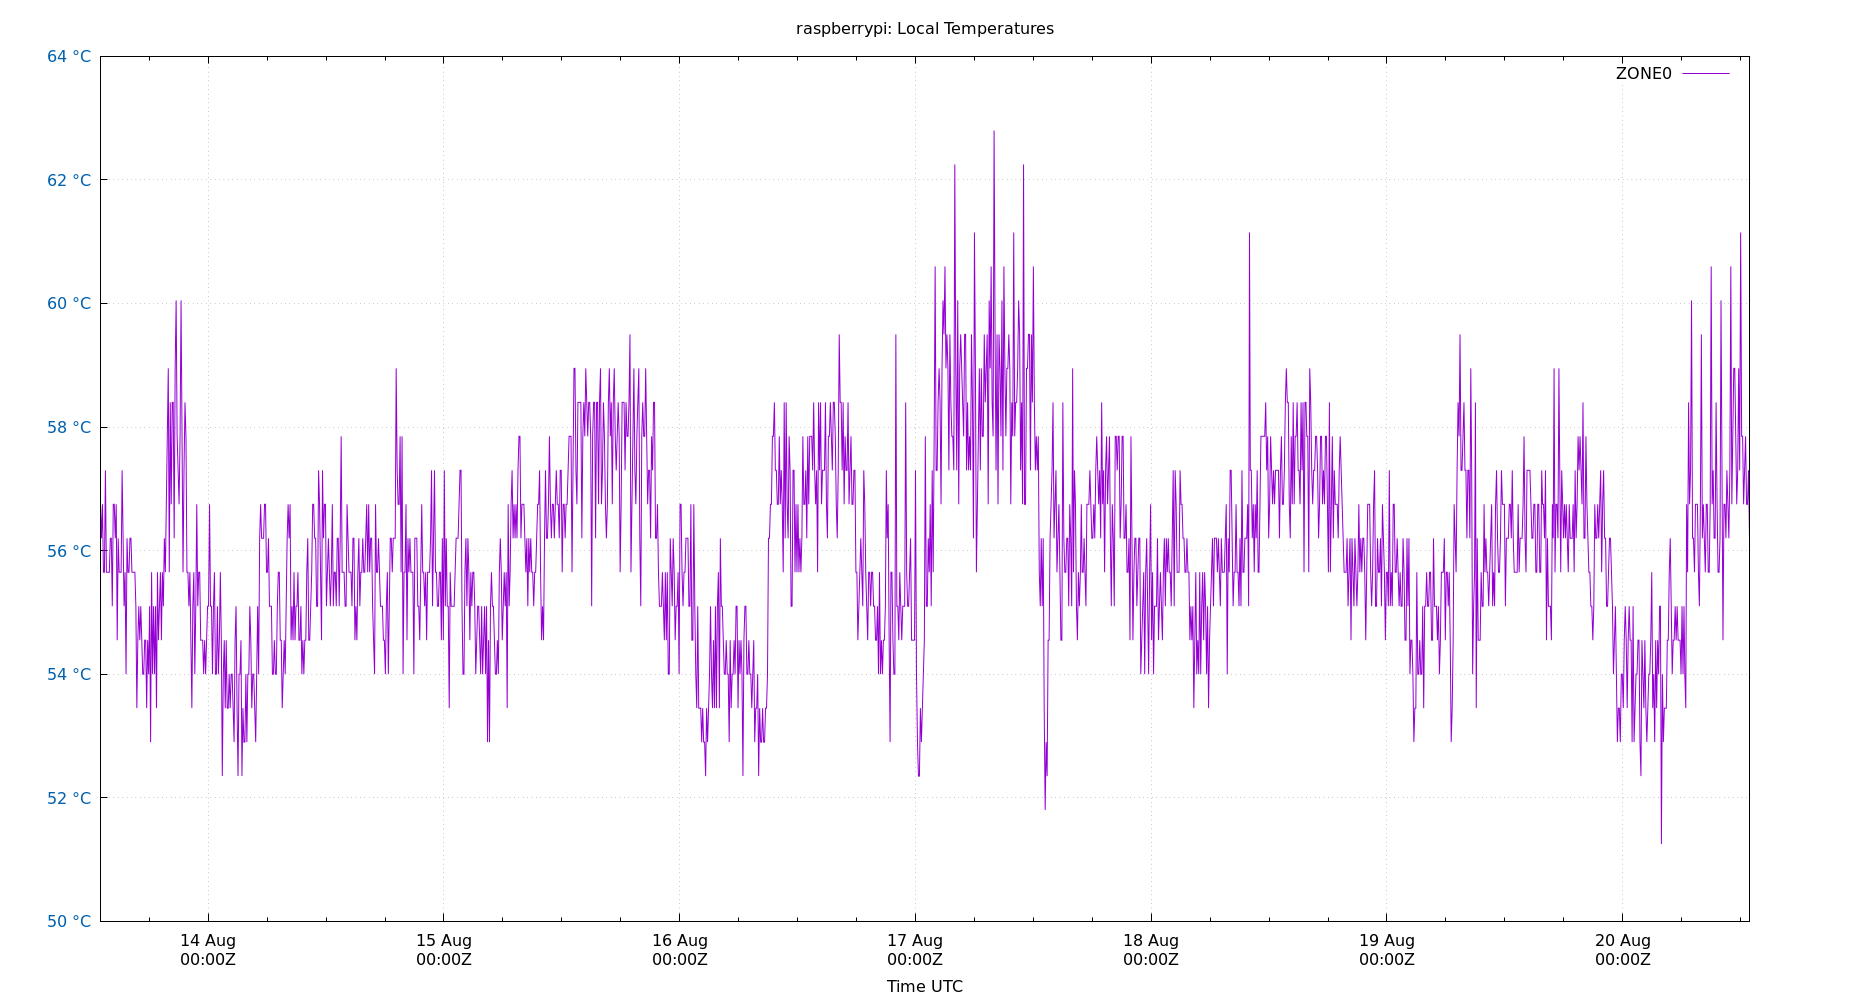 raspberrypi: Local Temperatures
64 °C
ZONE0
62 °C
60 °C
58 °C
56 °C
54 °C
52 °C
50 °C
14 Aug 15 Aug 16 Aug 17 Aug 18 Aug 19 Aug 20 Aug
00:00Z 00:00Z 00:00Z 00:00Z 00:00Z 00:00Z 00:00Z
Time UTC